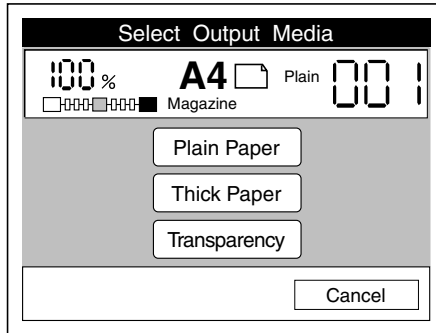 Select Output Media
100 % A4 Plain 001
Magazine
Plain Paper
Thick Paper
Transparency
Cancel